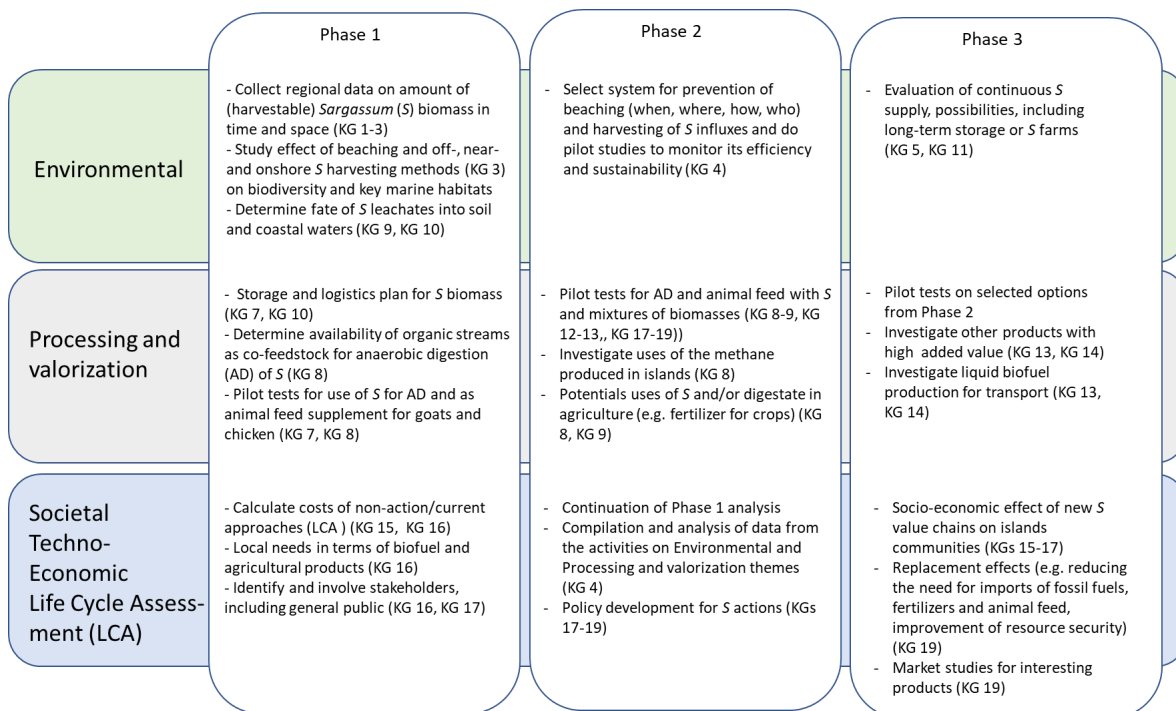 Phase 1
Phase 2
Phase 3
Environmental
- Collect regional data on amount of
(harvestable) Sargassum (S) biomass in
time and space (KG 1-3)
- Study effect of beaching and off-, near-
and onshore S harvesting methods (KG 3)
on biodiversity and key marine habitats
- Determine fate of S leachates into soil
and coastal waters (KG 9, KG 10)
- Select system for prevention of
beaching (when, where, how, who)
and harvesting of S influxes and do
pilot studies to monitor its efficiency
and sustainability (KG 4)
- Evaluation of continuous S
supply, possibilities, including
long-term storage or S farms
(KG 5, KG 11)
Processing and
valorization
- Storage and logistics plan for S biomass
(KG 7, KG 10)
- Determine availability of organic streams
as co-feedstock for anaerobic digestion
(AD) of S (KG 8)
- Pilot tests for use of S for AD and as
animal feed supplement for goats and
chicken (KG 7, KG 8)
- Pilot tests for AD and animal feed with S
and mixtures of biomasses (KG 8-9, KG
12-13,, KG 17-19))
- Investigate uses of the methane
produced in islands (KG 8)
- Potentials uses of S and/or digestate in
agriculture (e.g. fertilizer for crops) (KG
8, KG 9)
- Pilot tests on selected options
from Phase 2
- Investigate other products with
high added value (KG 13, KG 14)
- Investigate liquid biofuel
production for transport (KG 13,
KG 14)
Societal
Techno-
Economic
Life Cycle Assess-
ment (LCA)
- Calculate costs of non-action/current
approaches (LCA ) (KG 15, KG 16)
- Local needs in terms of biofuel and
agricultural products (KG 16)
- Identify and involve stakeholders,
including general public (KG 16, KG 17)
- Continuation of Phase 1 analysis
- Compilation and analysis of data from
the activities on Environmental and
Processing and valorization themes
(KG 4)
- Policy development for S actions (KGs
17-19)
- Socio-economic effect of new S
value chains on islands
communities (KGs 15-17)
- Replacement effects (e.g. reducing
the need for imports of fossil fuels,
fertilizers and animal feed,
improvement of resource security)
(KG 19)
- Market studies for interesting
products (KG 19)